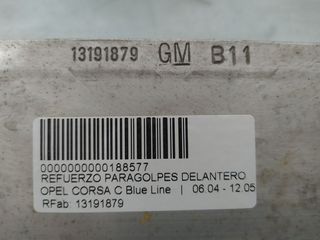 13191879 GM B11
0000000000188577
REFUERZO PARAGOLPES DELANTERO
OPEL CORSA C Blue Line | 06.04 - 12.05
RFab: 13191879